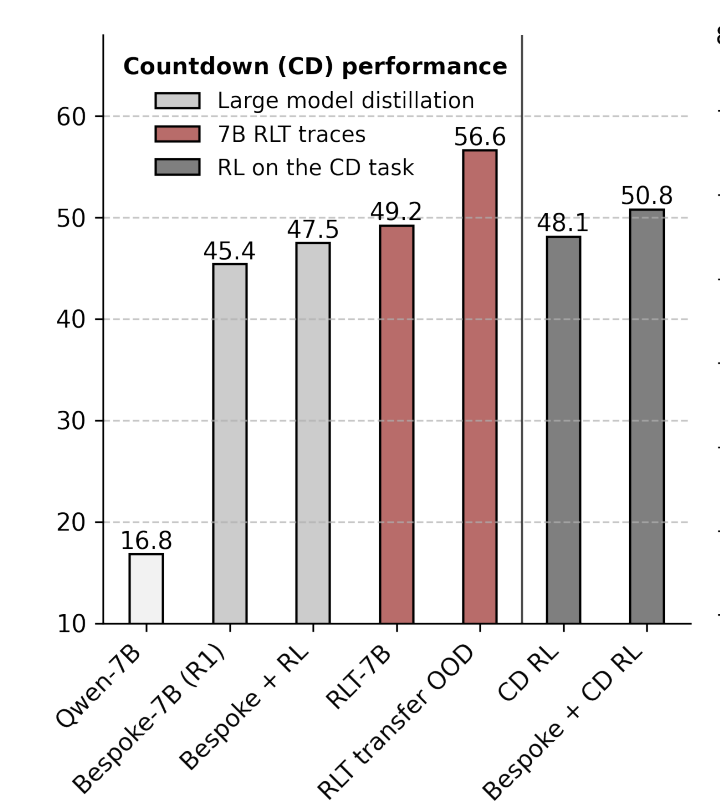 Countdown (CD) performance
Large model distillation
7B RLT traces
RL on the CD task
60
50
40
30
20
10
16.8
45.4
47.5
49.2
56.6
48.1
50.8
Qwen-7B
Bespoke-7B (R1)
Bespoke + RL
RLT-7B
RLT transfer OOD
CD RL
Bespoke + CD RL